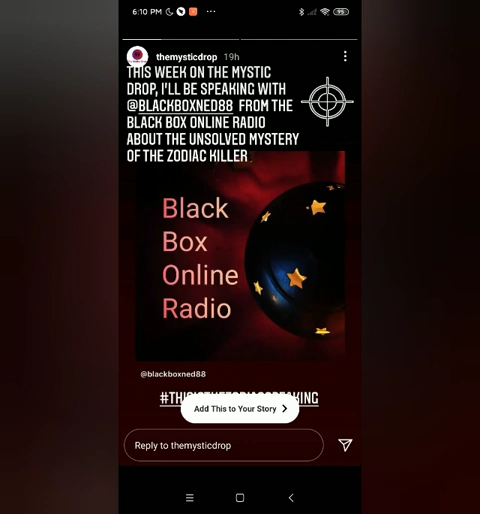 6:10 PM
95
themysticdrop 19h
THIS WEEK ON THE MYSTIC
DROP, I'LL BE SPEAKING WITH
@BLACKBOXNED88 FROM THE
BLACK BOX ONLINE RADIO
ABOUT THE UNSOLVED MYSTERY
OF THE ZODIAC KILLER
Black
Box
Online
Radio
@blackboxned88
Add This to Your Story
Reply to themysticdrop